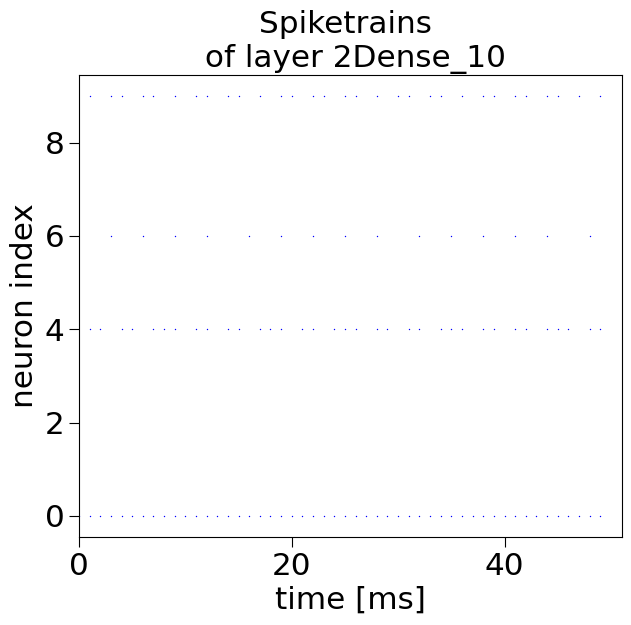 Spiketrains
of layer 2Dense_10
8
6
4
2
0
neuron index
0 20 40
time [ms]